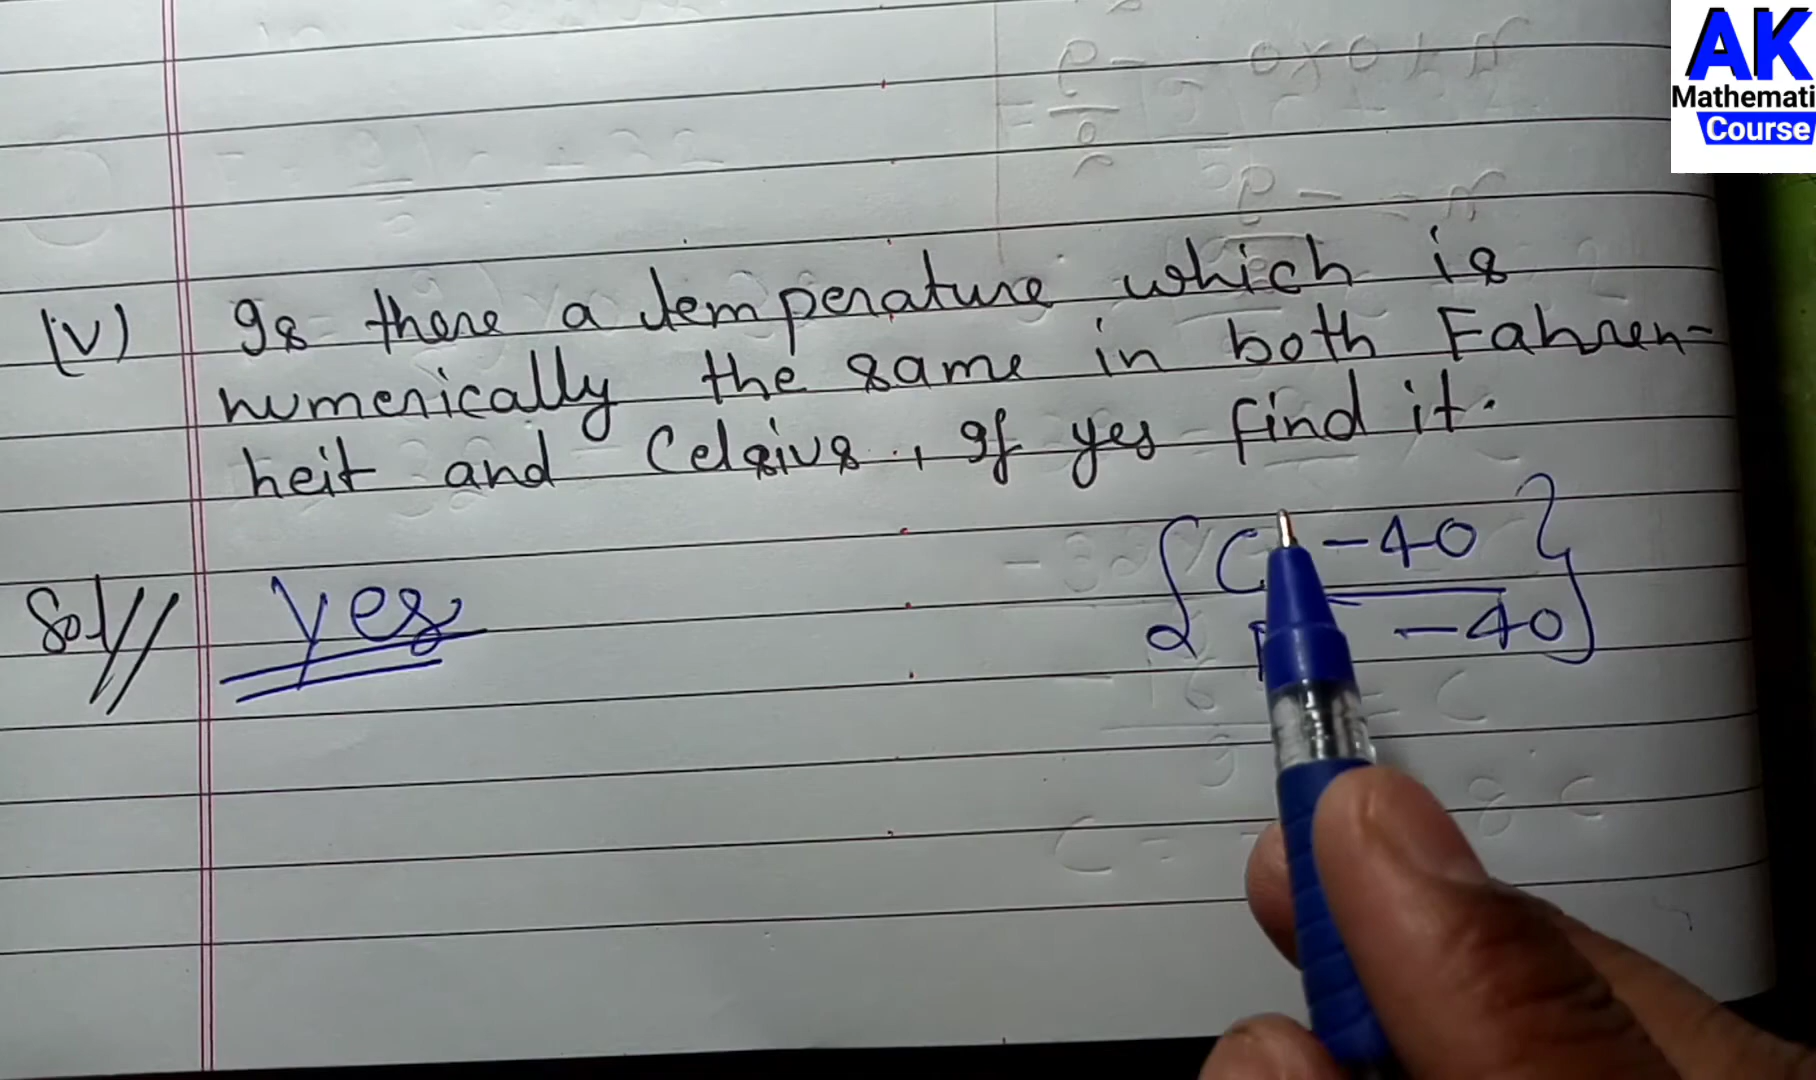 AK
Mathemati
Course
(v) Is there a temperature which is
numerically the same in both Fahren-
heit and Celsius, If yes find it.
{C -40}
-40
Sol// Yes